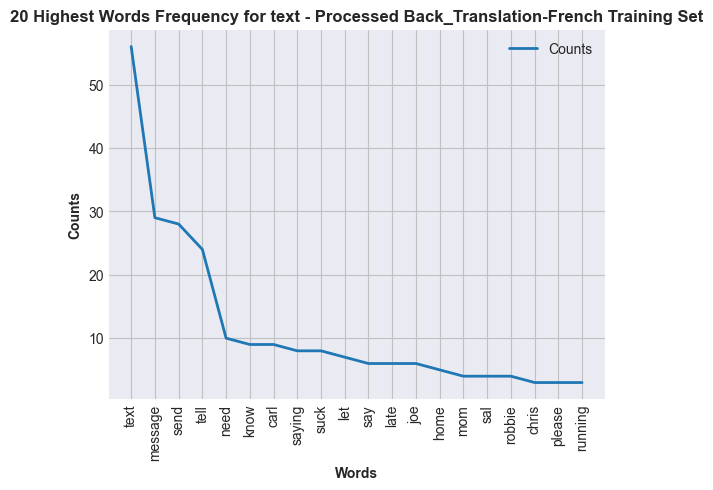 20 Highest Words Frequency for text - Processed Back_Translation-French Training Set
Counts
50
40
30
20
10
Counts
text
message
send
tell
need
know
carl
saying
suck
let
say
late
joe
home
mom
sal
robbie
chris
please
running
Words